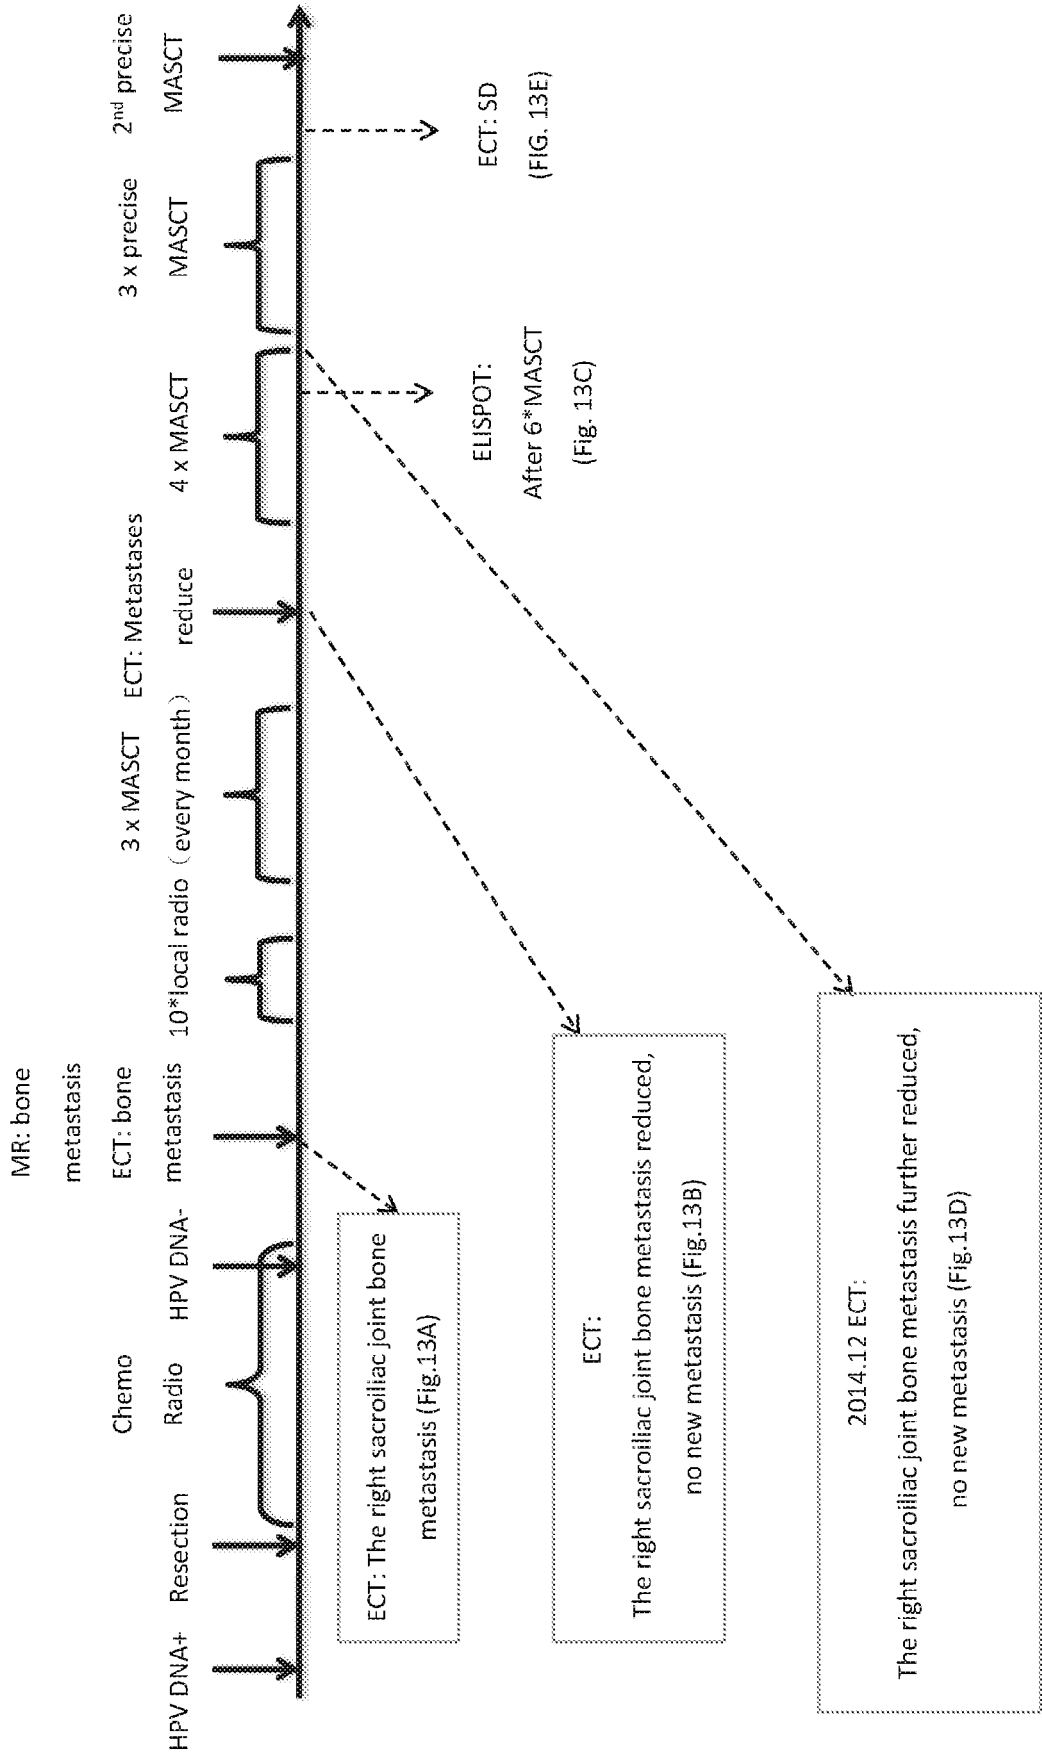 HPV DNA+
Resection
Chemo
Radio
HPV DNA-
MR: bone
metastasis
ECT: bone
metastasis
10*local radio
3 x MASCT
(every month)
ECT: Metastases
reduce
4 x MASCT
3 x precise
MASCT
2nd precise
MASCT
ECT: The right sacroiliac joint bone
metastasis (Fig.13A)
ECT:
The right sacroiliac joint bone metastasis reduced,
no new metastasis (Fig.13B)
2014.12 ECT:
The right sacroiliac joint bone metastasis further reduced,
no new metastasis (Fig.13D)
ELISPOT:
After 6*MASCT
(Fig. 13C)
ECT: SD
(FIG. 13E)